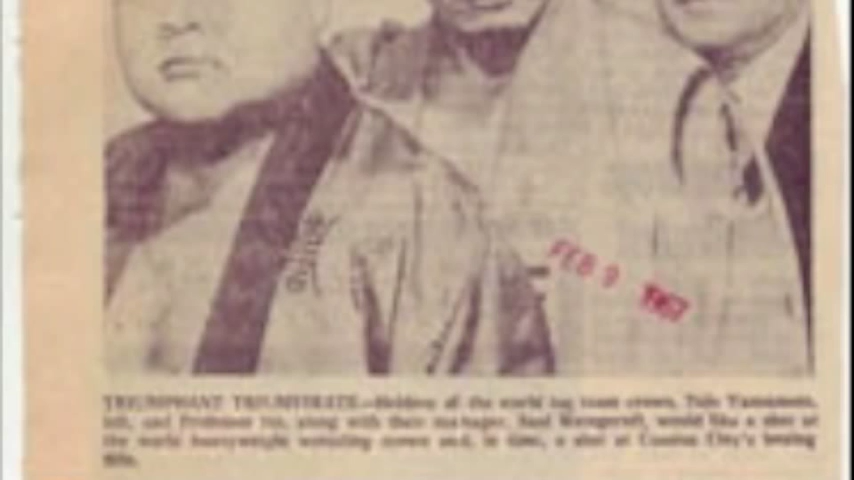 FEB 9 1967
TRIUMPHANT TRIUMVIRATE—Holders of the world tag team crown, Tojo Yamamoto,
left, and Professor Ito, along with their manager, Saul Weingeroff, would like a shot at
the world heavyweight wrestling crown and, in time, a shot at Cassius Clay's boxing
title.